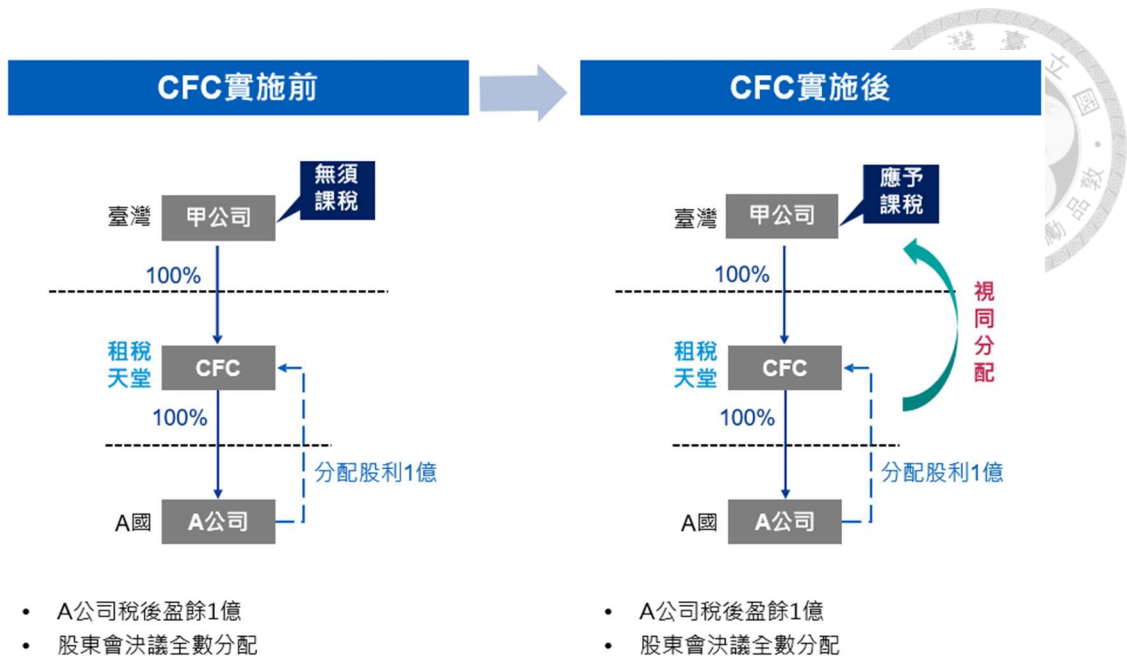 CFC實施前
無須
課稅
臺灣
甲公司
100%
租稅
天堂
CFC
100%
分配股利1億
A國
A公司
• A公司稅後盈餘1億
• 股東會決議全數分配
CFC實施後
應予
課稅
臺灣
甲公司
100%
視
同
分
配
租稅
天堂
CFC
100%
分配股利1億
A國
A公司
• A公司稅後盈餘1億
• 股東會決議全數分配